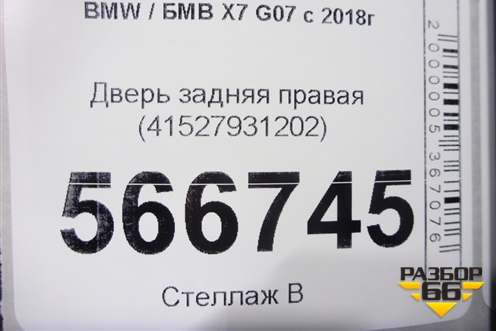 BMW / БМВ X7 G07 с 2018г
Дверь задняя правая
(41527931202)
566745
Стеллаж В
2000005367076
РАЗБОР
66